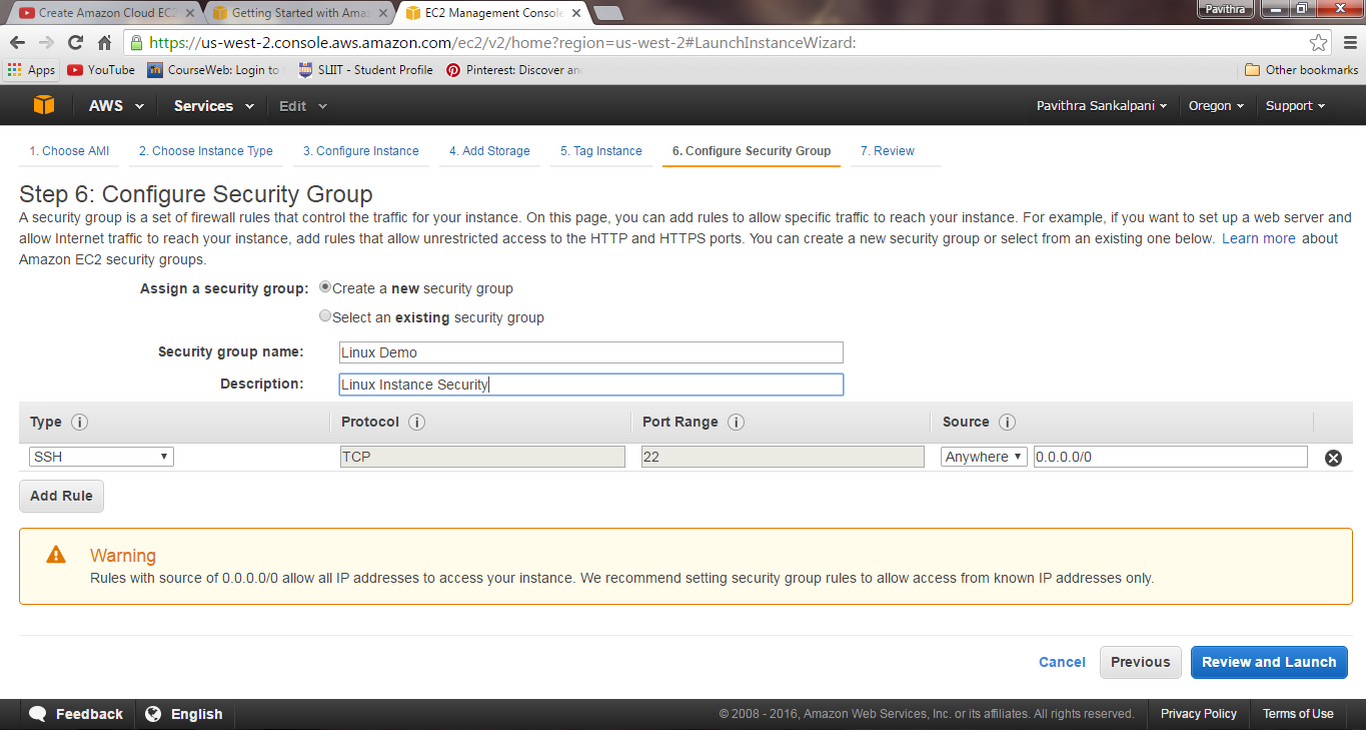 Create Amazon Cloud EC2
Getting Started with Amaz
EC2 Management Console
Pavithra
https://us-west-2.console.aws.amazon.com/ec2/v2/home?region=us-west-2#LaunchInstanceWizard:
Apps YouTube CourseWeb: Login to SLIIT - Student Profile Pinterest: Discover an Other bookmarks
AWS Services Edit Pavithra Sankalpani Oregon Support
1. Choose AMI 2. Choose Instance Type 3. Configure Instance 4. Add Storage 5. Tag Instance 6. Configure Security Group 7. Review
Step 6: Configure Security Group
A security group is a set of firewall rules that control the traffic for your instance. On this page, you can add rules to allow specific traffic to reach your instance. For example, if you want to set up a web server and
allow Internet traffic to reach your instance, add rules that allow unrestricted access to the HTTP and HTTPS ports. You can create a new security group or select from an existing one below. Learn more about
Amazon EC2 security groups.
Assign a security group: Create a new security group
Select an existing security group
Security group name: Linux Demo
Description: Linux Instance Security
Type Protocol Port Range Source
SSH TCP 22 Anywhere 0.0.0.0/0
Add Rule
Warning
Rules with source of 0.0.0.0/0 allow all IP addresses to access your instance. We recommend setting security group rules to allow access from known IP addresses only.
Cancel Previous Review and Launch
Feedback English © 2008 - 2016, Amazon Web Services, Inc. or its affiliates. All rights reserved. Privacy Policy Terms of Use